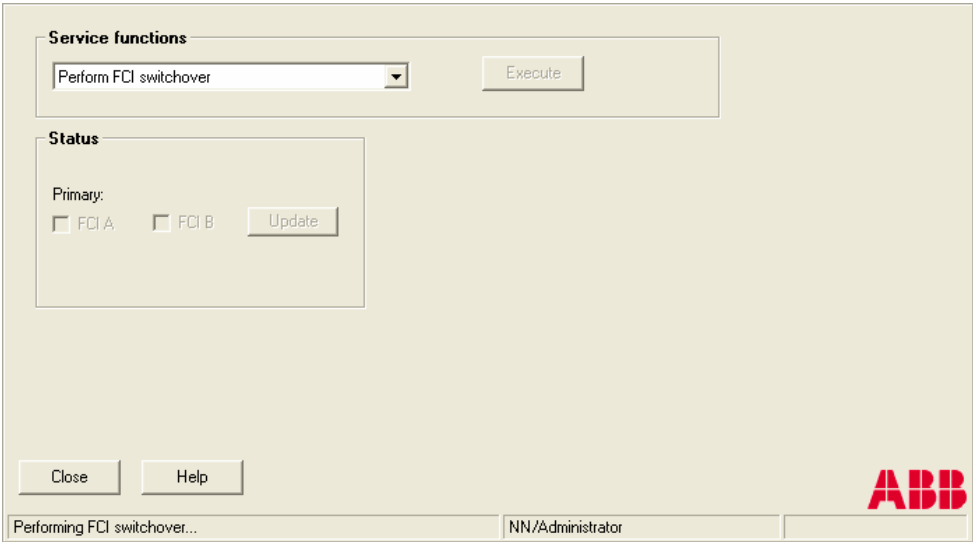 Service functions
Perform FCI switchover
Execute
Status
Primary:
FCI A
FCI B
Update
Close
Help
ABB
Performing FCI switchover...
NN/Administrator